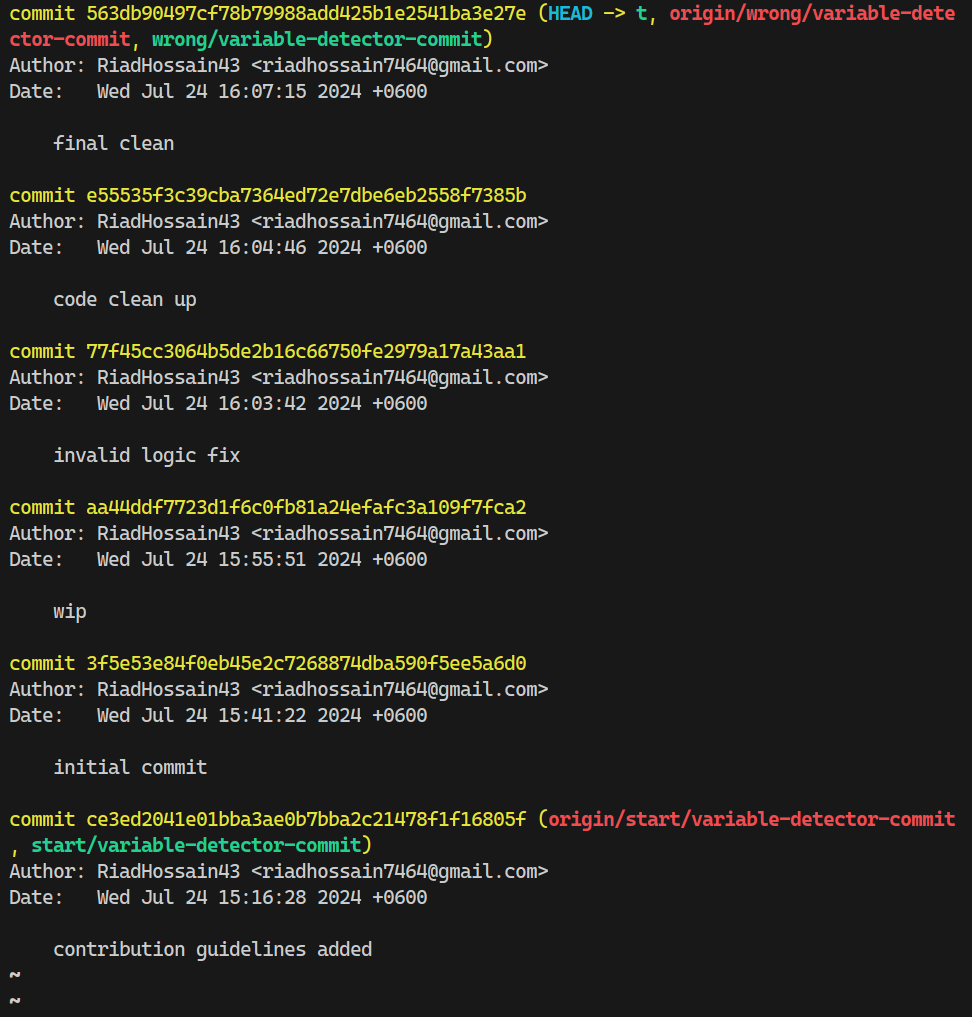 commit 563db90497cf78b79988add425b1e2541ba3e27e (HEAD -> t, origin/wrong/variable-dete
ctor-commit, wrong/variable-detector-commit)
Author: RiadHossain43 <riadhossain7464@gmail.com>
Date:   Wed Jul 24 16:07:15 2024 +0600
final clean
commit e55535f3c39cba7364ed72e7dbe6eb2558f7385b
Author: RiadHossain43 <riadhossain7464@gmail.com>
Date:   Wed Jul 24 16:04:46 2024 +0600
code clean up
commit 77f45cc3064b5de2b16c66750fe2979a17a43aa1
Author: RiadHossain43 <riadhossain7464@gmail.com>
Date:   Wed Jul 24 16:03:42 2024 +0600
invalid logic fix
commit aa44ddf7723d1f6c0fb81a24efafc3a109f7fca2
Author: RiadHossain43 <riadhossain7464@gmail.com>
Date:   Wed Jul 24 15:55:51 2024 +0600
wip
commit 3f5e53e84f0eb45e2c7268874dba590f5ee5a6d0
Author: RiadHossain43 <riadhossain7464@gmail.com>
Date:   Wed Jul 24 15:41:22 2024 +0600
initial commit
commit ce3ed2041e01bba3ae0b7bba2c21478f1f16805f (origin/start/variable-detector-commit
, start/variable-detector-commit)
Author: RiadHossain43 <riadhossain7464@gmail.com>
Date:   Wed Jul 24 15:16:28 2024 +0600
contribution guidelines added
~
~